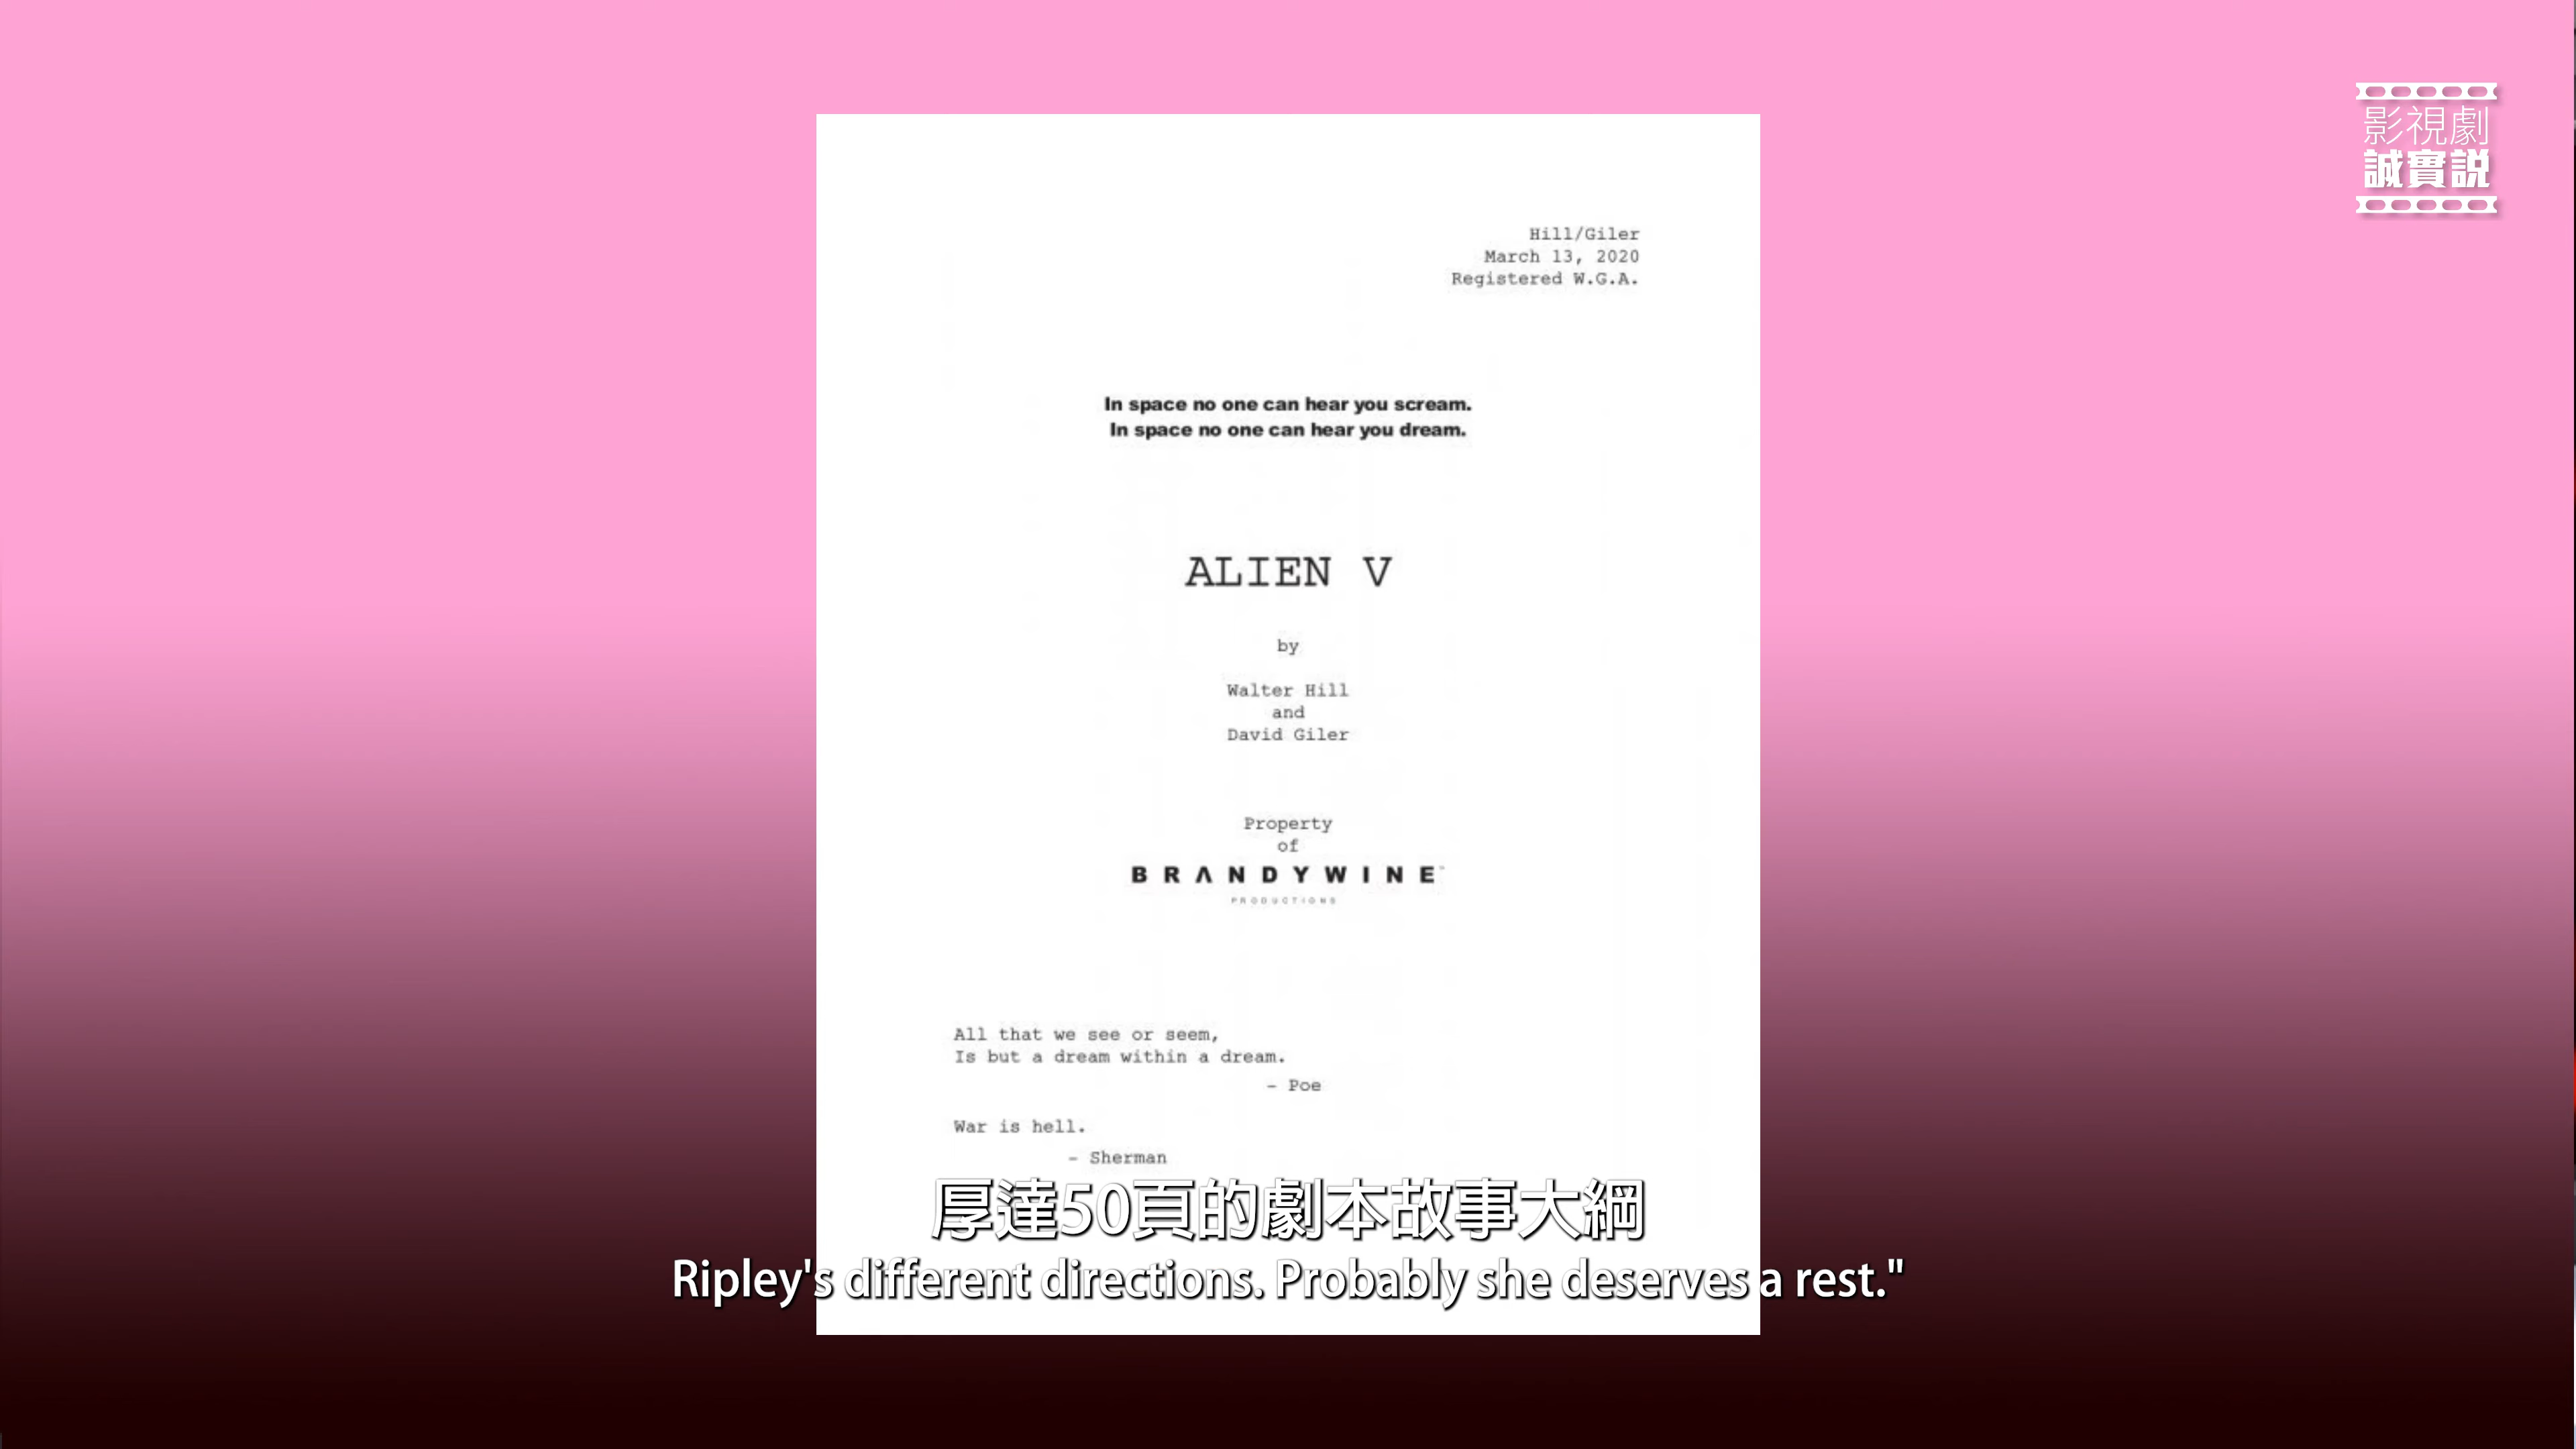 影視劇
誠實説
Hill/Giler
March 13, 2020
Registered W.G.A.
In space no one can hear you scream.
In space no one can hear you dream.
ALIEN V
by
Walter Hill
and
David Giler
Property
of
BRANDYWINE
PRODUCTIONS
All that we see or seem,
Is but a dream within a dream.
- Poe
War is hell.
- Sherman
厚達50頁的劇本故事大綱
Ripley's different directions. Probably she deserves a rest."